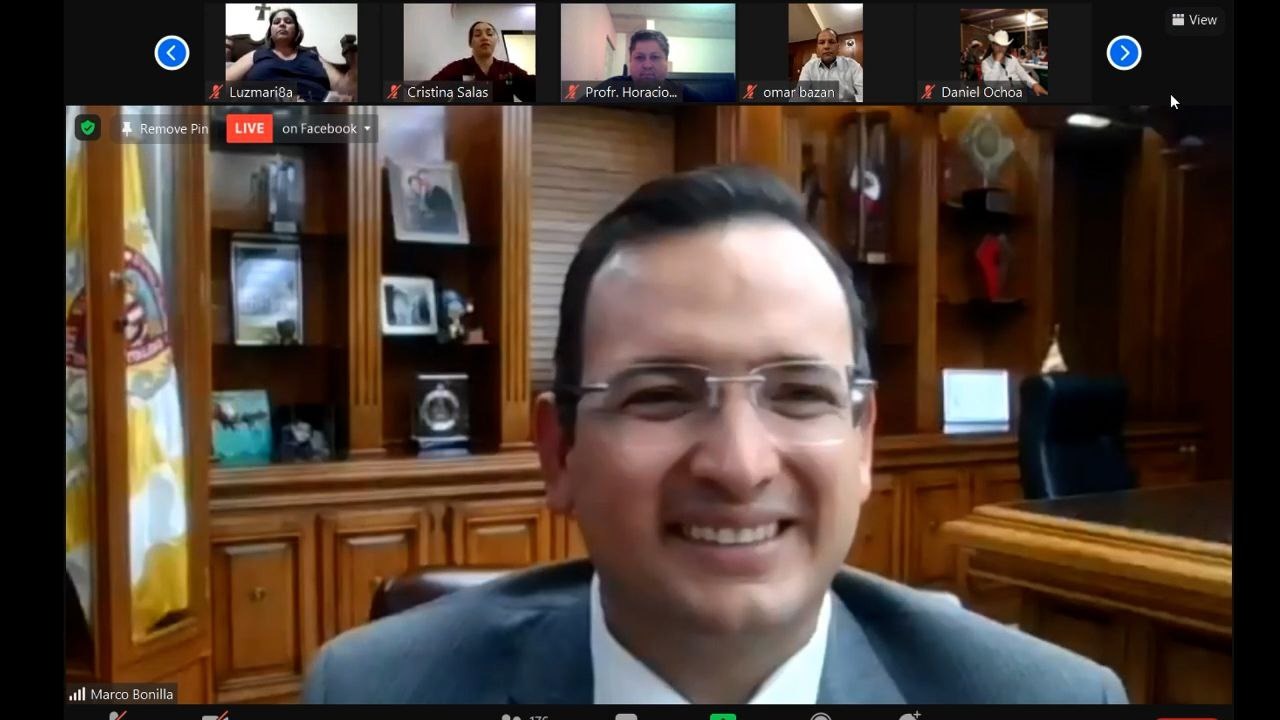 View
Luzmari8a
Cristina Salas
Profr. Horacio...
omar bazan
Daniel Ochoa
Remove Pin
LIVE
on Facebook
Marco Bonilla